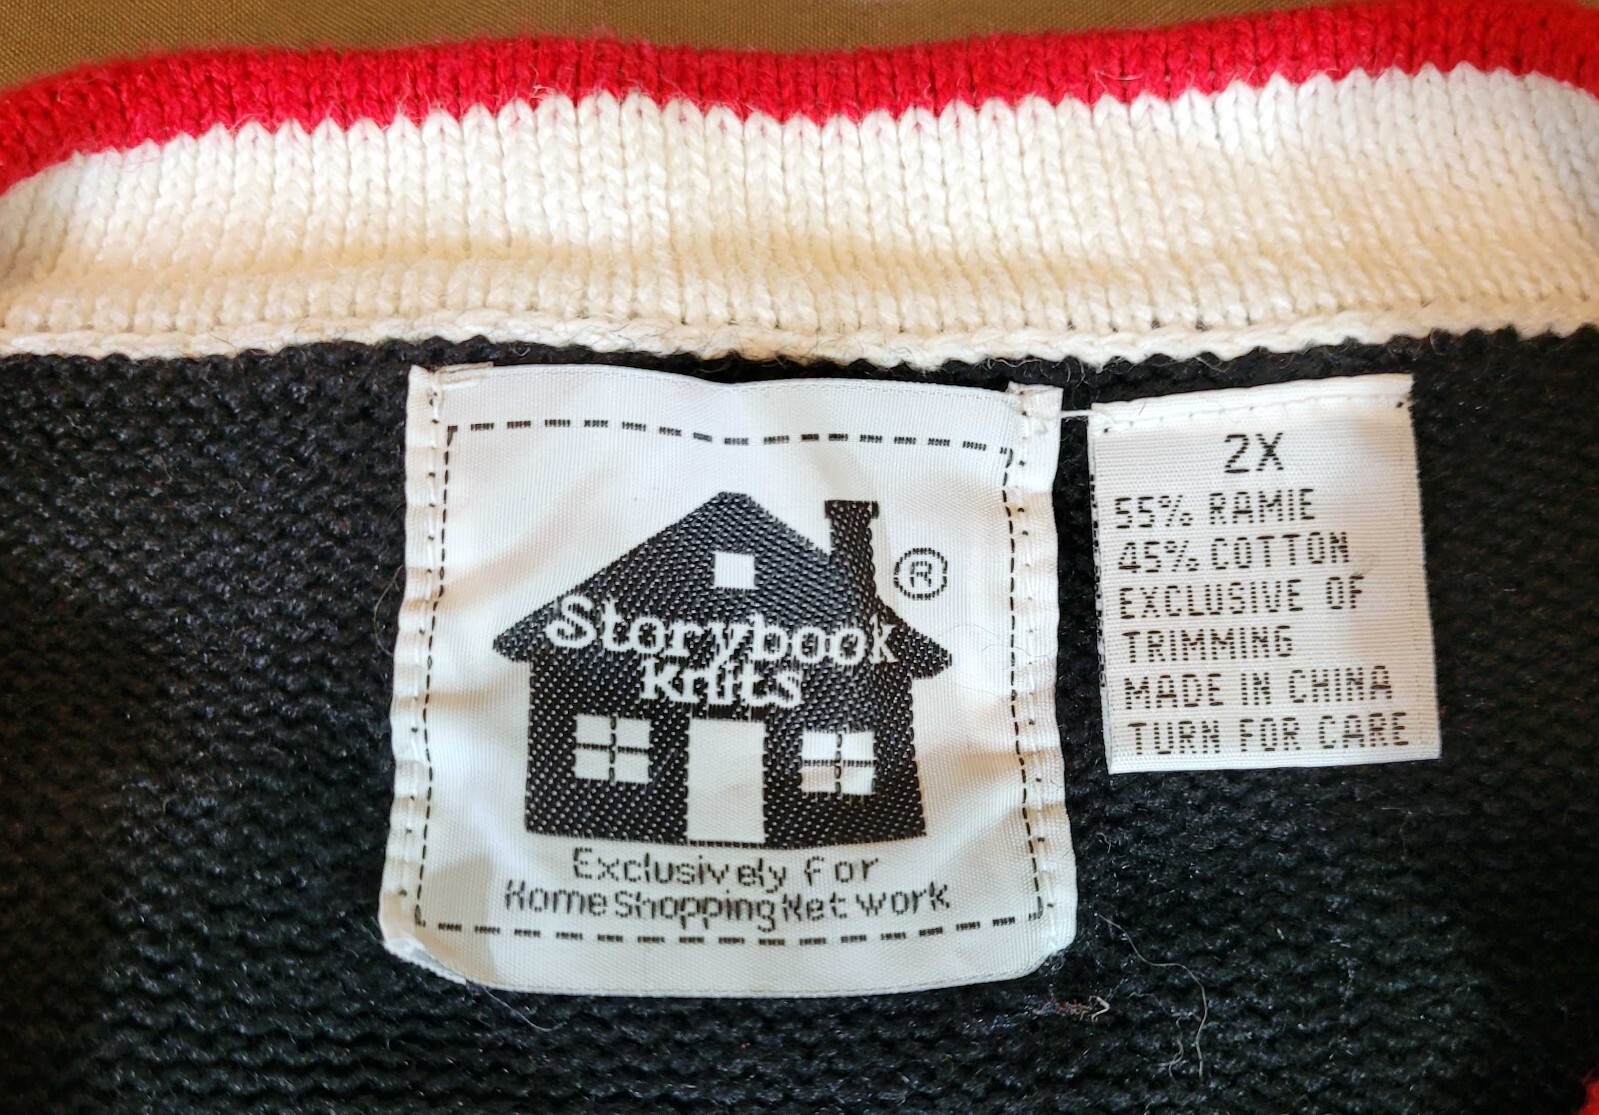 Storybook
knits
®
Exclusively for
Home Shopping Network
2X
55% RAMIE
45% COTTON
EXCLUSIVE OF
TRIMMING
MADE IN CHINA
TURN FOR CARE